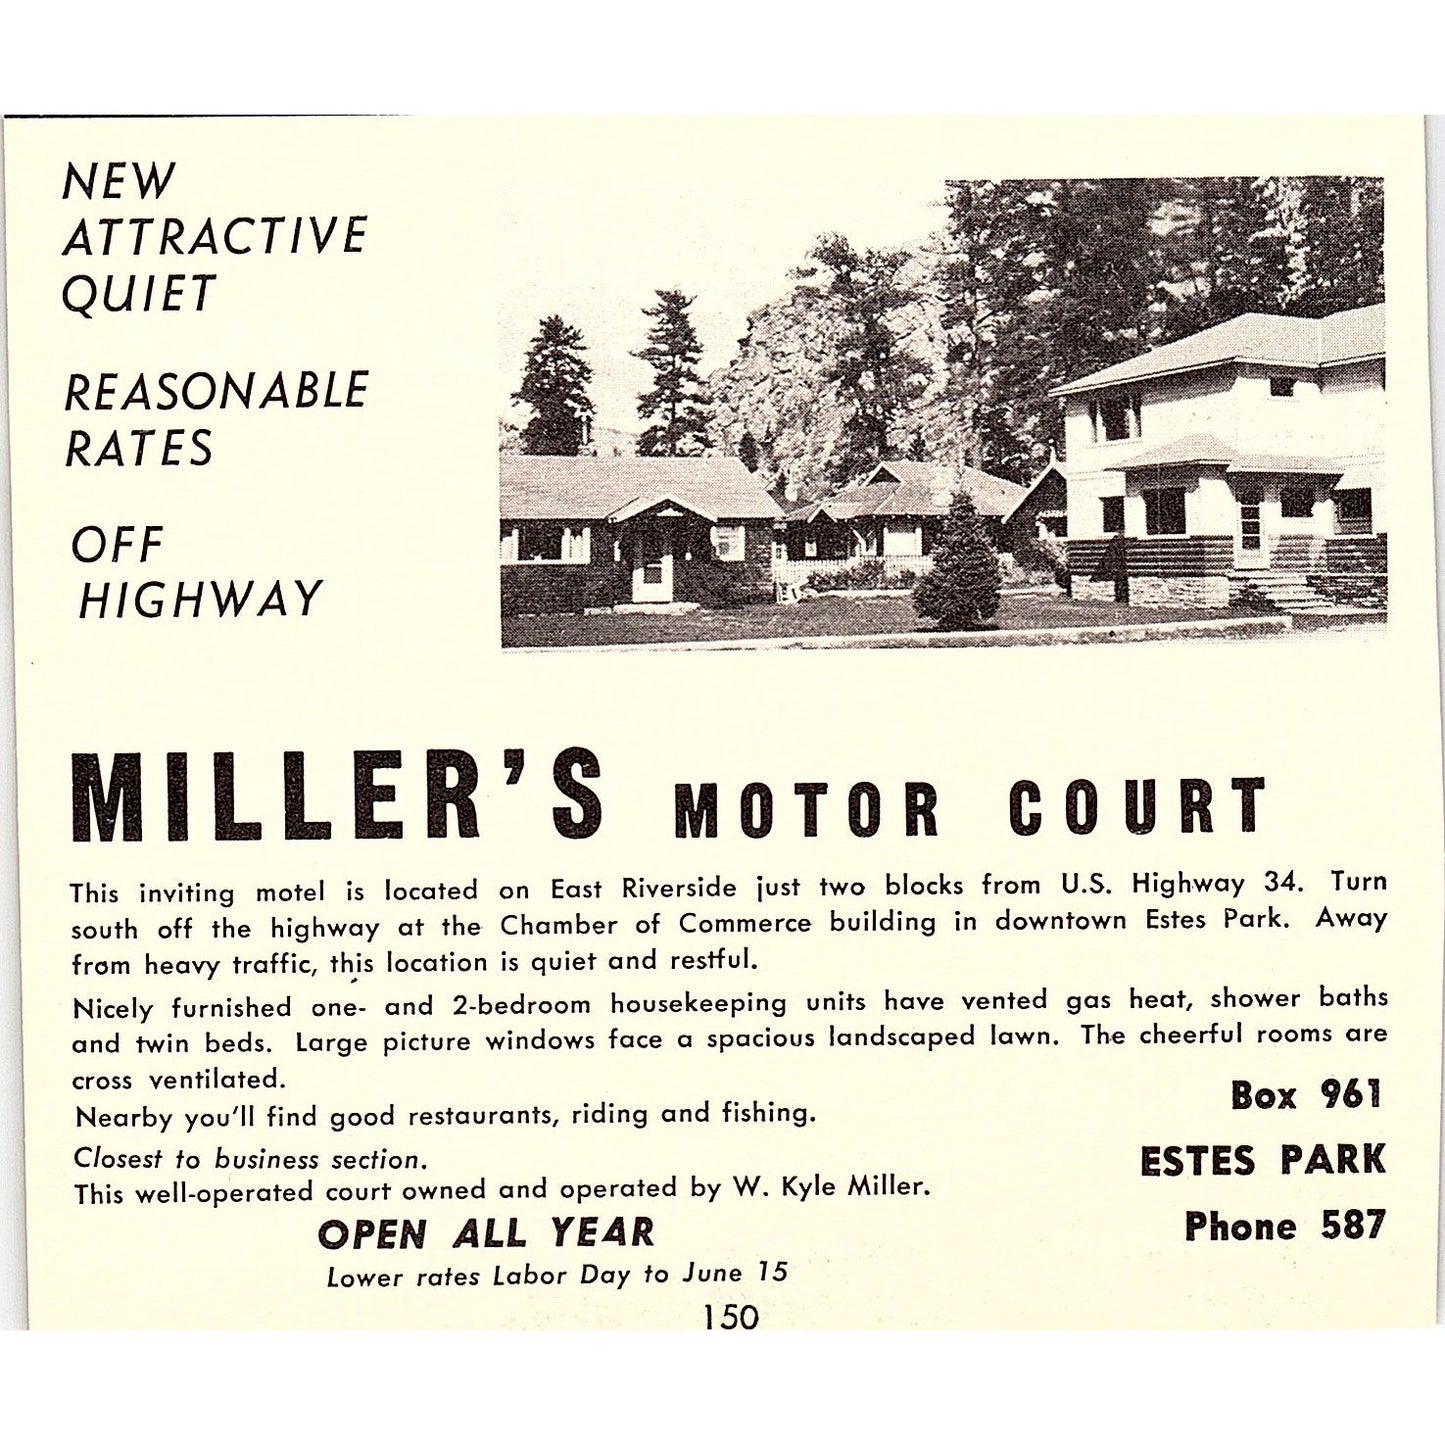 NEW
ATTRACTIVE
QUIET
REASONABLE
RATES
OFF
HIGHWAY
MILLER'S MOTOR COURT
This inviting motel is located on East Riverside just two blocks from U.S. Highway 34. Turn
south off the highway at the Chamber of Commerce building in downtown Estes Park. Away
from heavy traffic, this location is quiet and restful.
Nicely furnished one- and 2-bedroom housekeeping units have vented gas heat, shower baths
and twin beds. Large picture windows face a spacious landscaped lawn. The cheerful rooms are
cross ventilated.
Nearby you'll find good restaurants, riding and fishing.
Closest to business section.
This well-operated court owned and operated by W. Kyle Miller.
OPEN ALL YEAR
Lower rates Labor Day to June 15
Box 961
ESTES PARK
Phone 587
150